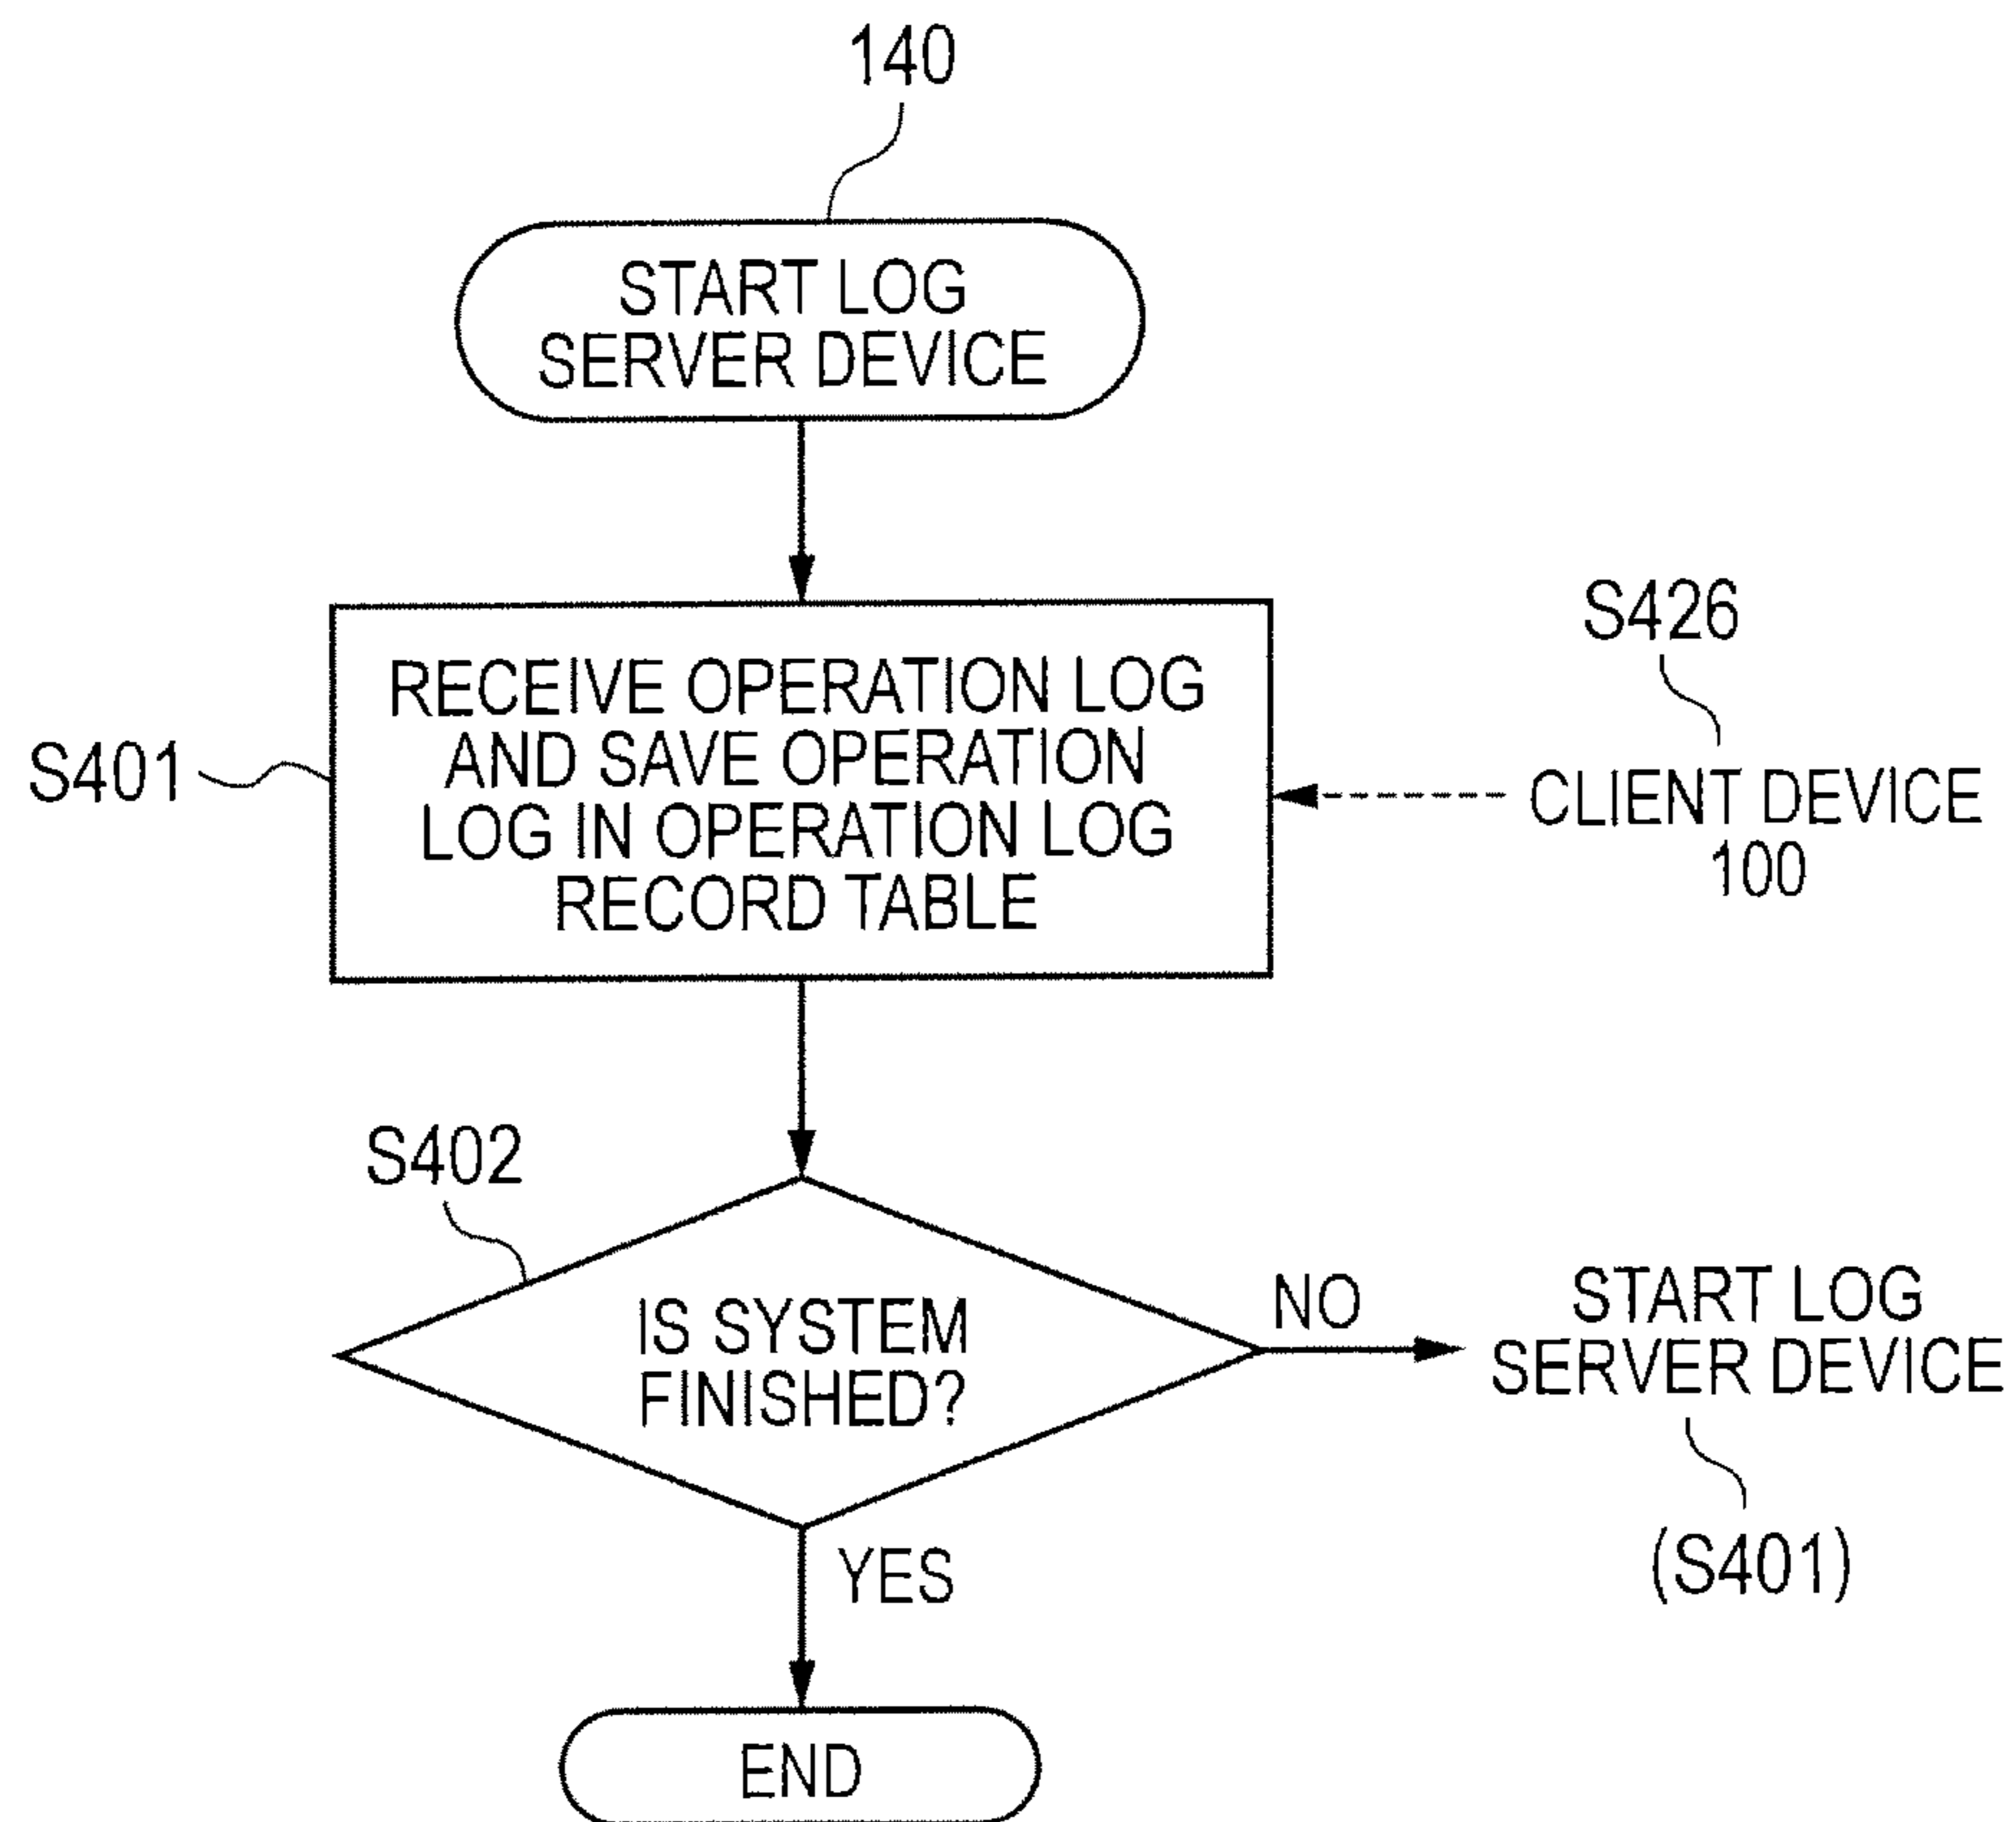 140
START LOG
SERVER DEVICE
RECEIVE OPERATION LOG
AND SAVE OPERATION
LOG IN OPERATION LOG
RECORD TABLE
S401
S426
CLIENT DEVICE
100
S402
IS SYSTEM
FINISHED?
NO
START LOG
SERVER DEVICE
(S401)
YES
END